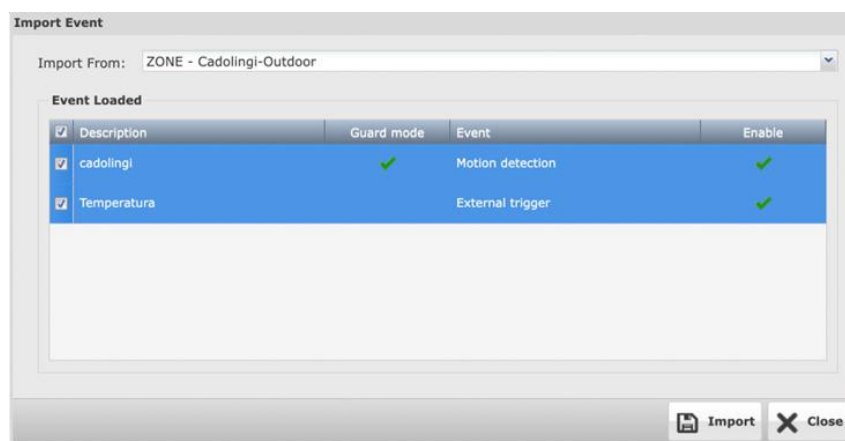 Import Event
Import From: ZONE - Cadolingi-Outdoor
Event Loaded
Description Guard mode Event Enable
cadolingi Motion detection
Temperatura External trigger
Import Close